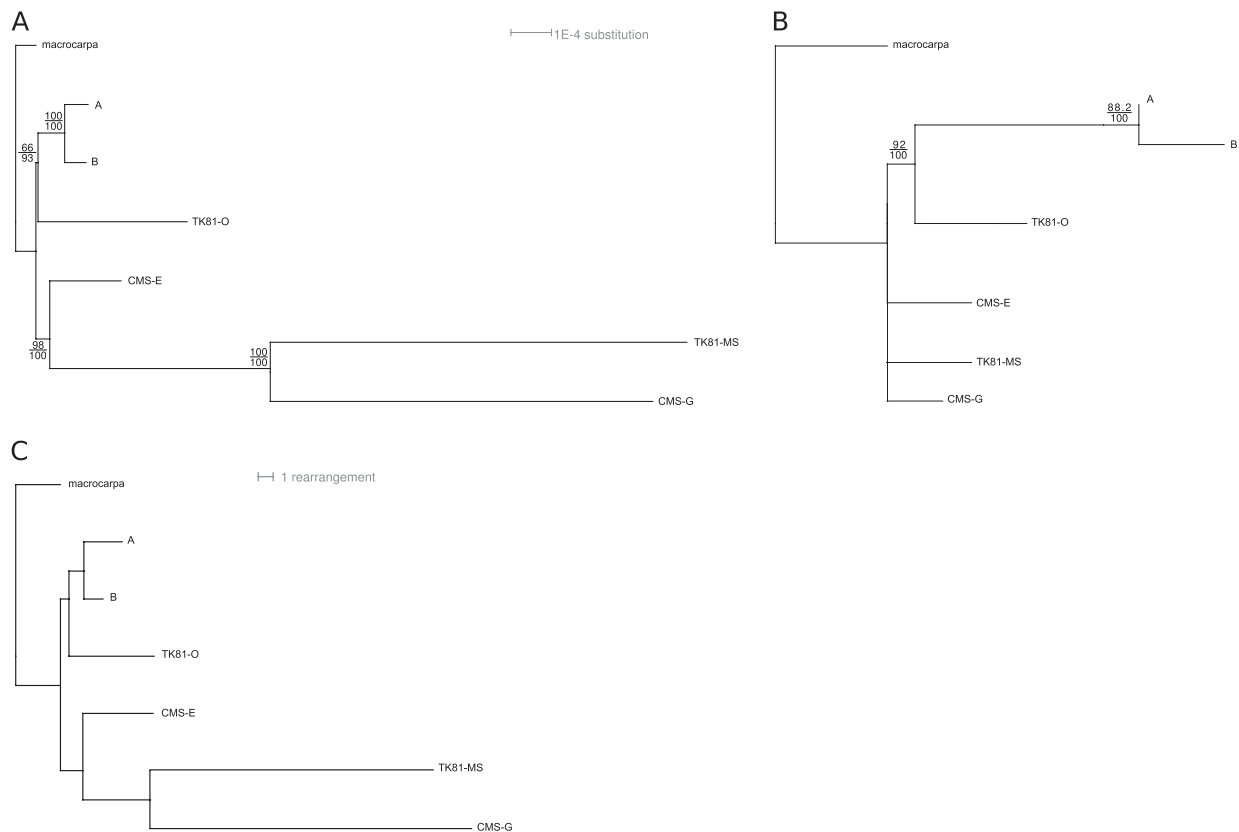 A
1E-4 substitution
macrocarpa
A
100
100
B
66
93
TK81-O
CMS-E
98
100
100
100
TK81-MS
CMS-G
B
macrocarpa
A
88.2
100
B
92
100
TK81-O
CMS-E
TK81-MS
CMS-G
C
1 rearrangement
macrocarpa
A
B
TK81-O
CMS-E
TK81-MS
CMS-G